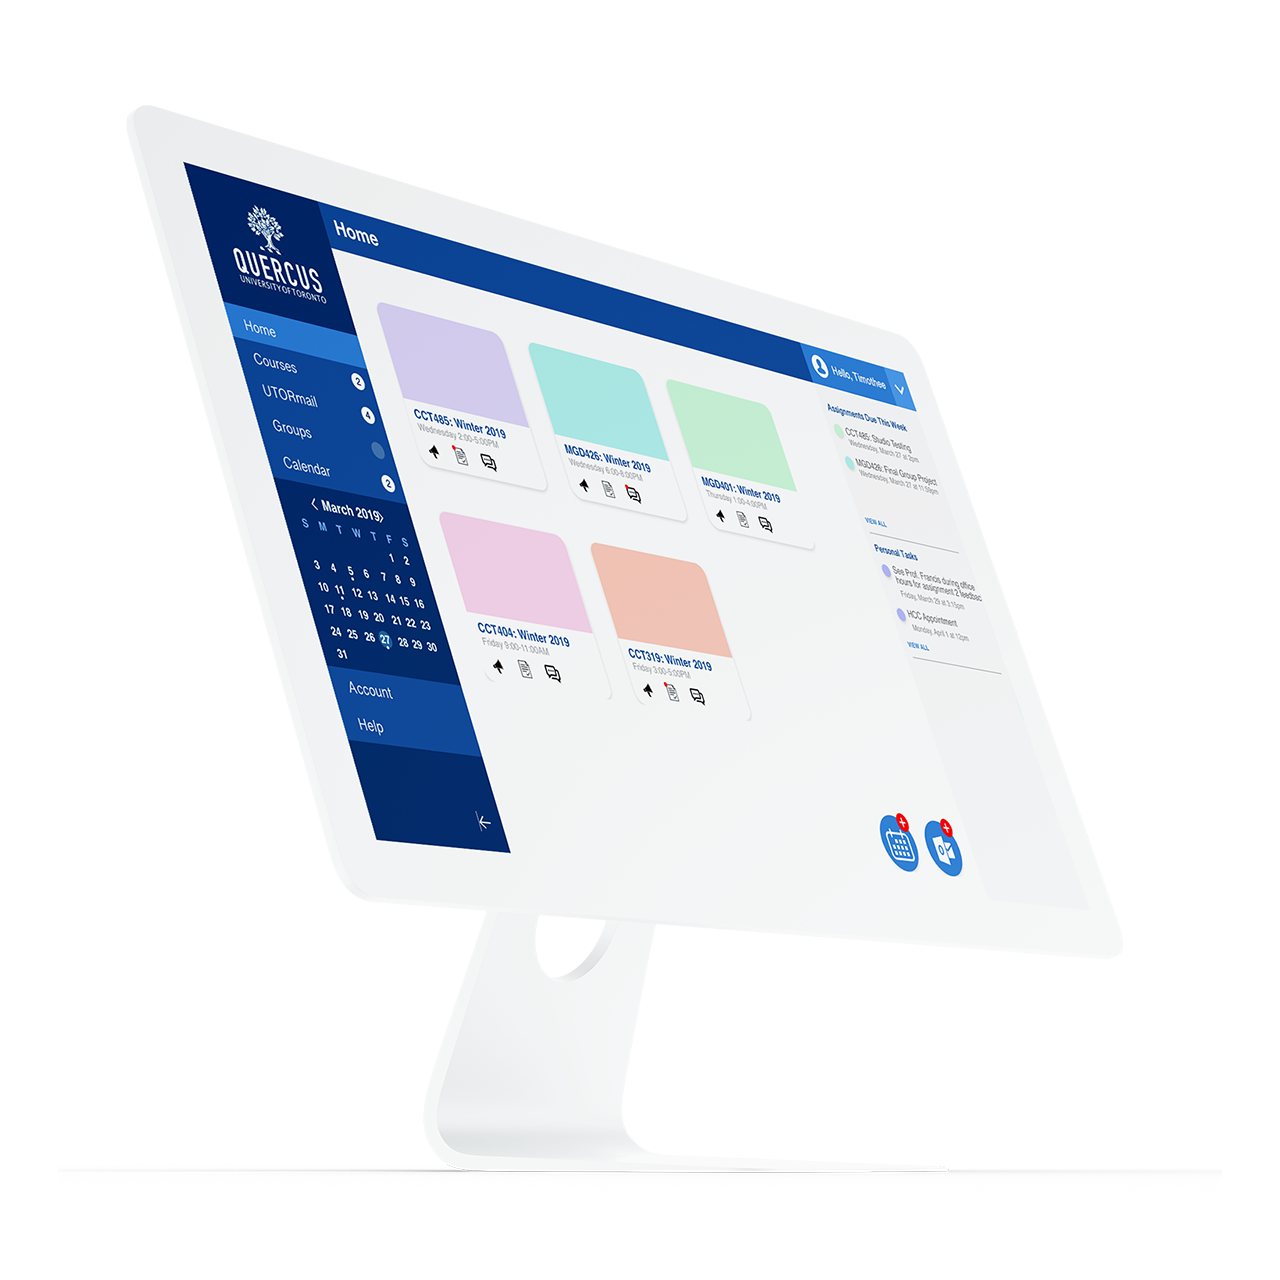 QUERCUS
UNIVERSITY OF TORONTO
Home
Hello, Timothee
Home
Courses
2
UTORmail
4
Groups
Calendar
2
March 2019
S M T W T F S
1 2
3 4 5 6 7 8 9
10 11 12 13 14 15 16
17 18 19 20 21 22 23
24 25 26 27 28 29 30
31
Account
Help
CCT485: Winter 2019
Wednesday 2:00-5:00PM
MGD426: Winter 2019
Wednesday 6:00-8:00PM
MGD401: Winter 2019
Thursday 1:00-4:00PM
CCT404: Winter 2019
Friday 9:00-11:00AM
CCT319: Winter 2019
Friday 3:00-5:00PM
Assignments Due This Week
CCT485: Studio Testing
Wednesday, March 27 at 2pm
MGD426: Final Group Project
Wednesday, March 27 at 11:59pm
VIEW ALL
Personal Tasks
See Prof. Francis during office
hours for assignment 2 feedbac
Friday, March 29 at 3:15pm
HCC Appointment
Monday, April 1 at 12pm
VIEW ALL